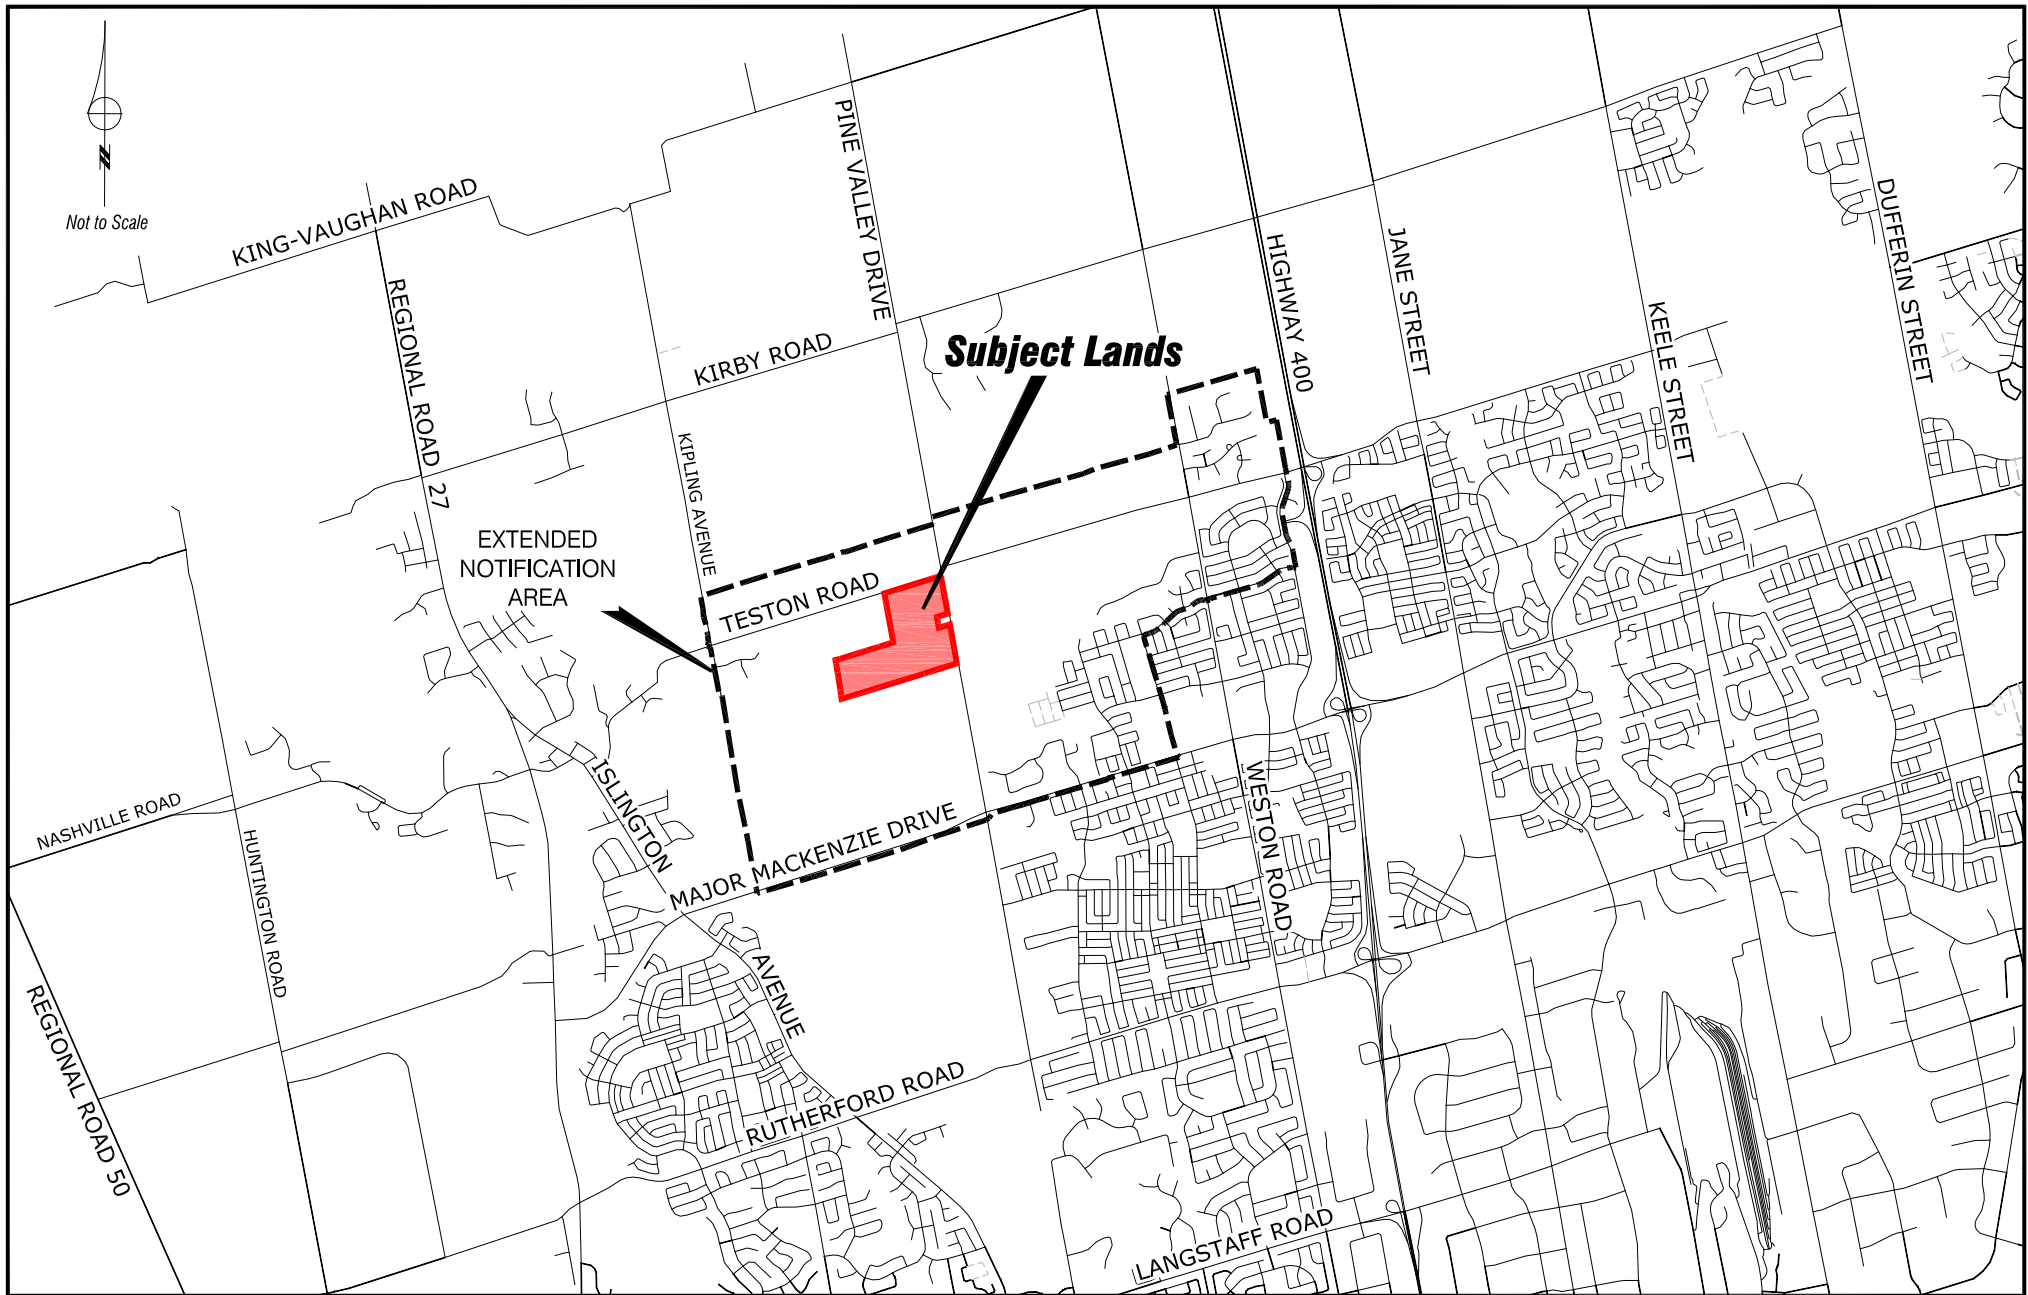 N
Not to Scale
KING-VAUGHAN ROAD
PINE VALLEY DRIVE
DUFFERIN STREET
JANE STREET
HIGHWAY 400
REGIONAL ROAD 27
KEELE STREET
KIRBY ROAD
Subject Lands
KIPLING AVENUE
EXTENDED
NOTIFICATION
AREA
TESTON ROAD
ISLINGTON
AVENUE
WESTON ROAD
NASHVILLE ROAD
HUNTINGTON ROAD
MAJOR MACKENZIE DRIVE
REGIONAL ROAD 50
RUTHERFORD ROAD
LANGSTAFF ROAD